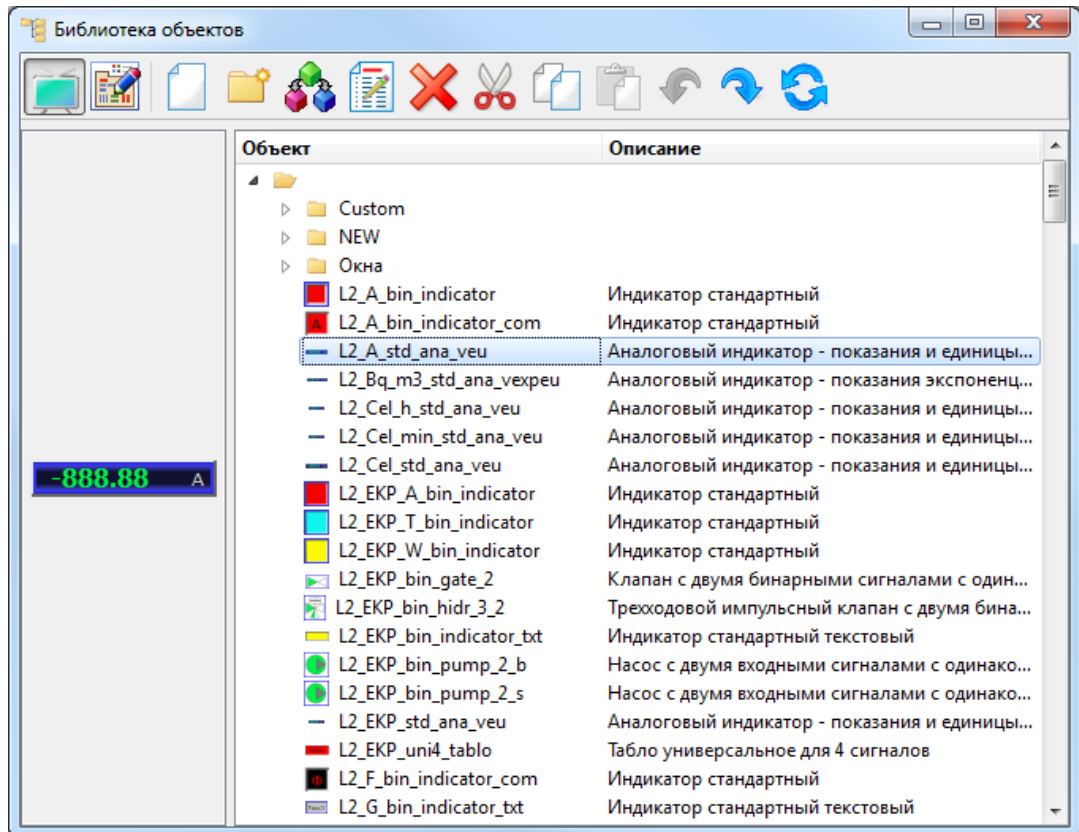 Библиотека объектов
Объект Описание
Custom
NEW
Окна
L2_A_bin_indicator Индикатор стандартный
A L2_A_bin_indicator_com Индикатор стандартный
L2_A_std_ana_veu Аналоговый индикатор - показания и единицы...
L2_Bq_m3_std_ana_vexpeu Аналоговый индикатор - показания экспоненц...
L2_Cel_h_std_ana_veu Аналоговый индикатор - показания и единицы...
L2_Cel_min_std_ana_veu Аналоговый индикатор - показания и единицы...
L2_Cel_std_ana_veu Аналоговый индикатор - показания и единицы...
-888.88 A
L2_EKP_A_bin_indicator Индикатор стандартный
L2_EKP_T_bin_indicator Индикатор стандартный
L2_EKP_W_bin_indicator Индикатор стандартный
L2_EKP_bin_gate_2 Клапан с двумя бинарными сигналами с один...
L2_EKP_bin_hidr_3_2 Трехходовой импульсный клапан с двумя бина...
L2_EKP_bin_indicator_txt Индикатор стандартный текстовый
L2_EKP_bin_pump_2_b Насос с двумя входными сигналами с одинако...
L2_EKP_bin_pump_2_s Насос с двумя входными сигналами с одинако...
L2_EKP_std_ana_veu Аналоговый индикатор - показания и единицы...
L2_EKP_uni4_tablo Табло универсальное для 4 сигналов
Ф L2_F_bin_indicator_com Индикатор стандартный
L2_G_bin_indicator_txt Индикатор стандартный текстовый